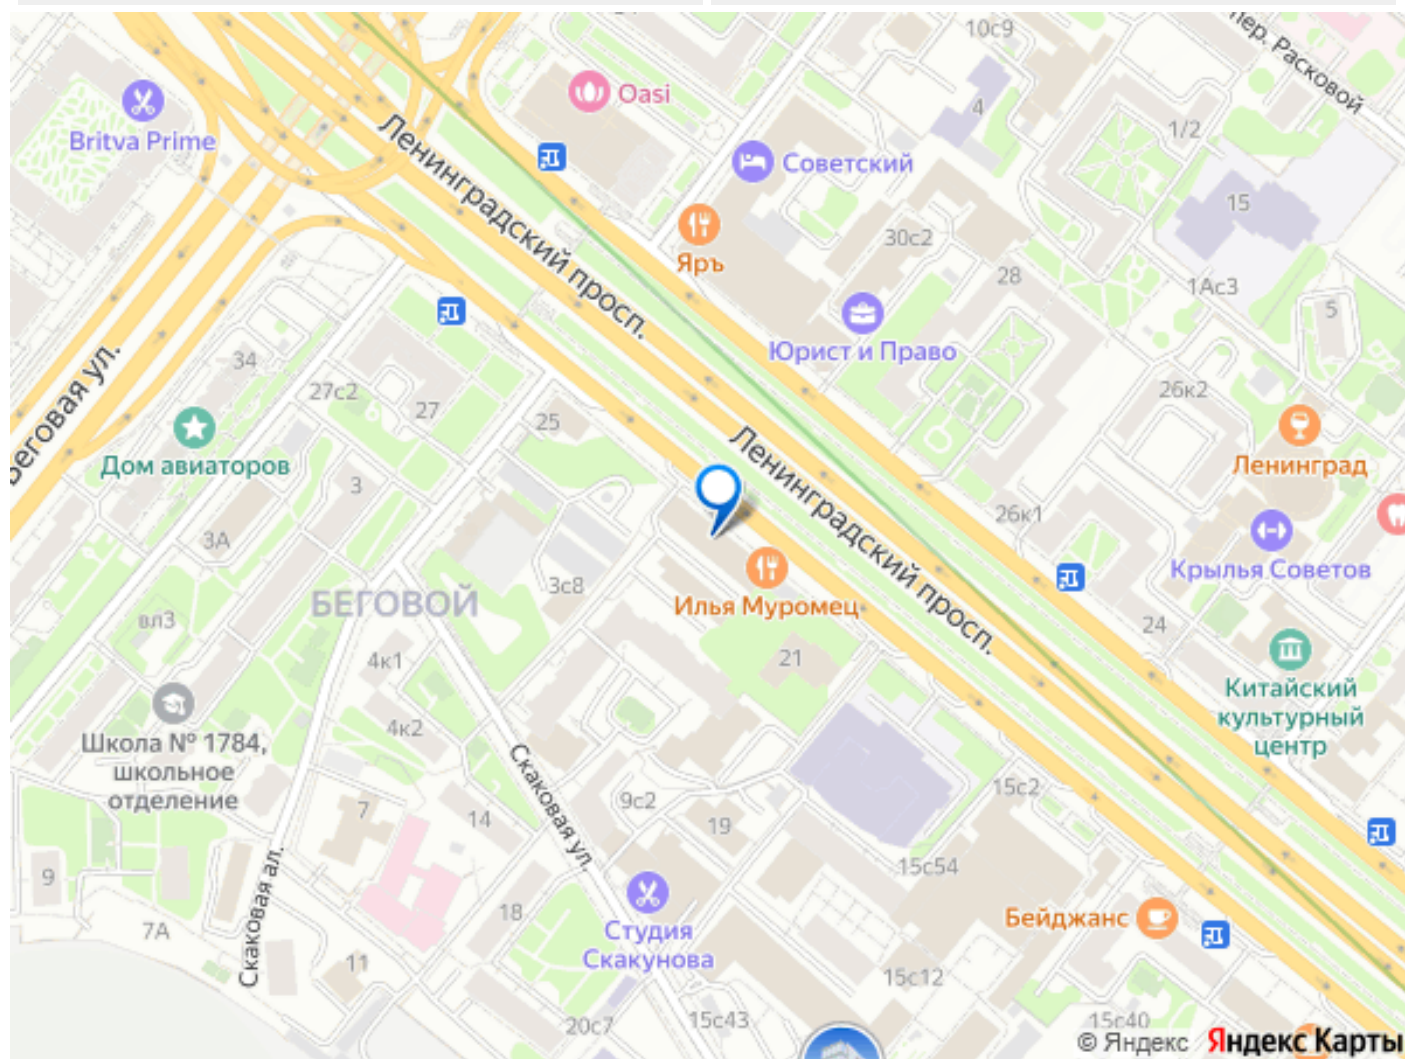 10с9
пер. Расковой
Oasi
4
Britva Prime
1/2
Ленинградский просп.
Советский
15
30с2
Яръ
28
1Ас3
5
Юрист и Право
34
27с2
26к2
27
25
Беговая ул.
Ленинградский просп.
Дом авиаторов
Ленинград
3
26к1
3А
Крылья Советов
3с8
БЕГОВОЙ
Илья Муромец
вл3
24
21
4к1
Китайский
культурный
центр
4к2
Школа № 1784,
школьное
отделение
Скаковая ул.
15с2
9с2
7
14
19
15с54
9
Скаковая ал.
18
Бейджанс
7А
Студия
Скакунова
11
15с12
20с7
15с43
15с40
© Яндекс Яндекс Карты